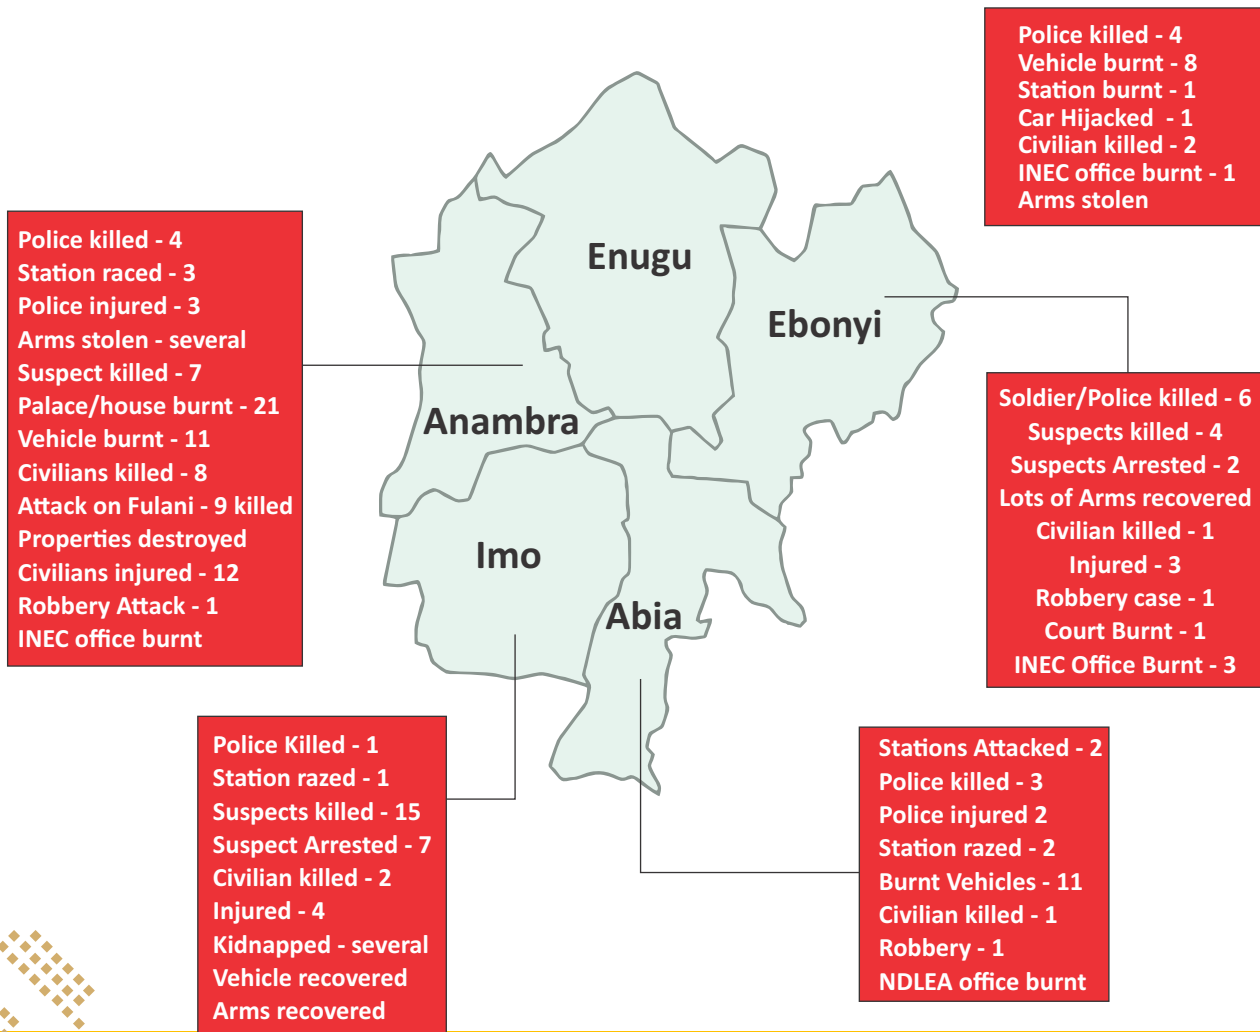 Police killed - 4
Vehicle burnt - 8
Station burnt - 1
Car Hijacked - 1
Civilian killed - 2
INEC office burnt - 1
Arms stolen
Police killed - 4
Station raced - 3
Police injured - 3
Arms stolen - several
Suspect killed - 7
Palace/house burnt - 21
Vehicle burnt - 11
Civilians killed - 8
Attack on Fulani - 9 killed
Properties destroyed
Civilians injured - 12
Robbery Attack - 1
INEC office burnt
Enugu
Ebonyi
Anambra
Imo
Abia
Soldier/Police killed - 6
Suspects killed - 4
Suspects Arrested - 2
Lots of Arms recovered
Civilian killed - 1
Injured - 3
Robbery case - 1
Court Burnt - 1
INEC Office Burnt - 3
Police Killed - 1
Station razed - 1
Suspects killed - 15
Suspect Arrested - 7
Civilian killed - 2
Injured - 4
Kidnapped - several
Vehicle recovered
Arms recovered
Stations Attacked - 2
Police killed - 3
Police injured 2
Station razed - 2
Burnt Vehicles - 11
Civilian killed - 1
Robbery - 1
NDLEA office burnt